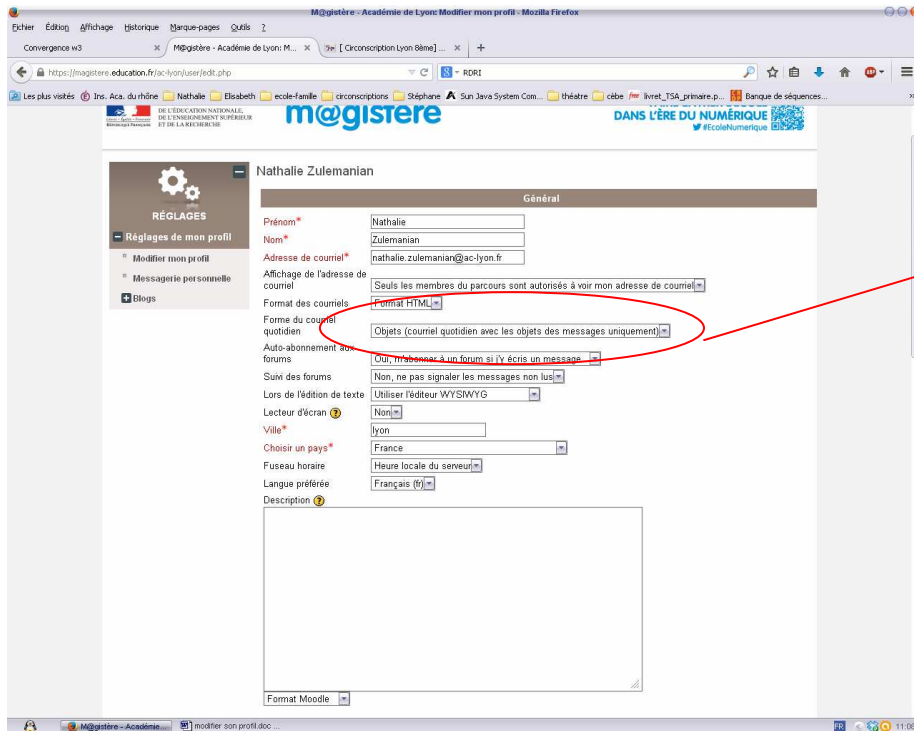 M@gistère - Académie de Lyon: Modifier mon profil - Mozilla Firefox
Fichier Édition Affichage Historique Marque-pages Outils ?
Convergence w3 × M@gistère - Académie de Lyon: M... × [ Circonscription Lyon 8ème] ... × +
https://magistere.education.fr/ac-lyon/user/edit.php RDRI
Les plus visités Ins. Aca. du rhône Nathalie Elisabeth ecole-famille circonscriptions Stéphane Sun Java System Com... théatre cèbe free livret_TSA_primaire.p... Banque de séquences... »
DE L'ÉDUCATION NATIONALE,
DE L'ENSEIGNEMENT SUPÉRIEUR
ET DE LA RECHERCHE
m@gistère
DANS L'ÈRE DU NUMÉRIQUE
#EcoleNumerique
RÉGLAGES
Réglages de mon profil
Modifier mon profil
Messagerie personnelle
Blogs
Nathalie Zulemanian
Général
Prénom* Nathalie
Nom* Zulemanian
Adresse de courriel* nathalie.zulemanian@ac-lyon.fr
Affichage de l'adresse de
courriel Seuls les membres du parcours sont autorisés à voir mon adresse de courriel
Format des courriels Format HTML
Forme du courriel
quotidien Objets (courriel quotidien avec les objets des messages uniquement)
Auto-abonnement aux
forums Oui, m'abonner à un forum si j'y écris un message
Suivi des forums Non, ne pas signaler les messages non lus
Lors de l'édition de texte Utiliser l'éditeur WYSIWYG
Lecteur d'écran ? Non
Ville* lyon
Choisir un pays* France
Fuseau horaire Heure locale du serveur
Langue préférée Français (fr)
Description ?
Format Moodle
M@gistère - Académie... modifier son profil.doc ... FR 11:08